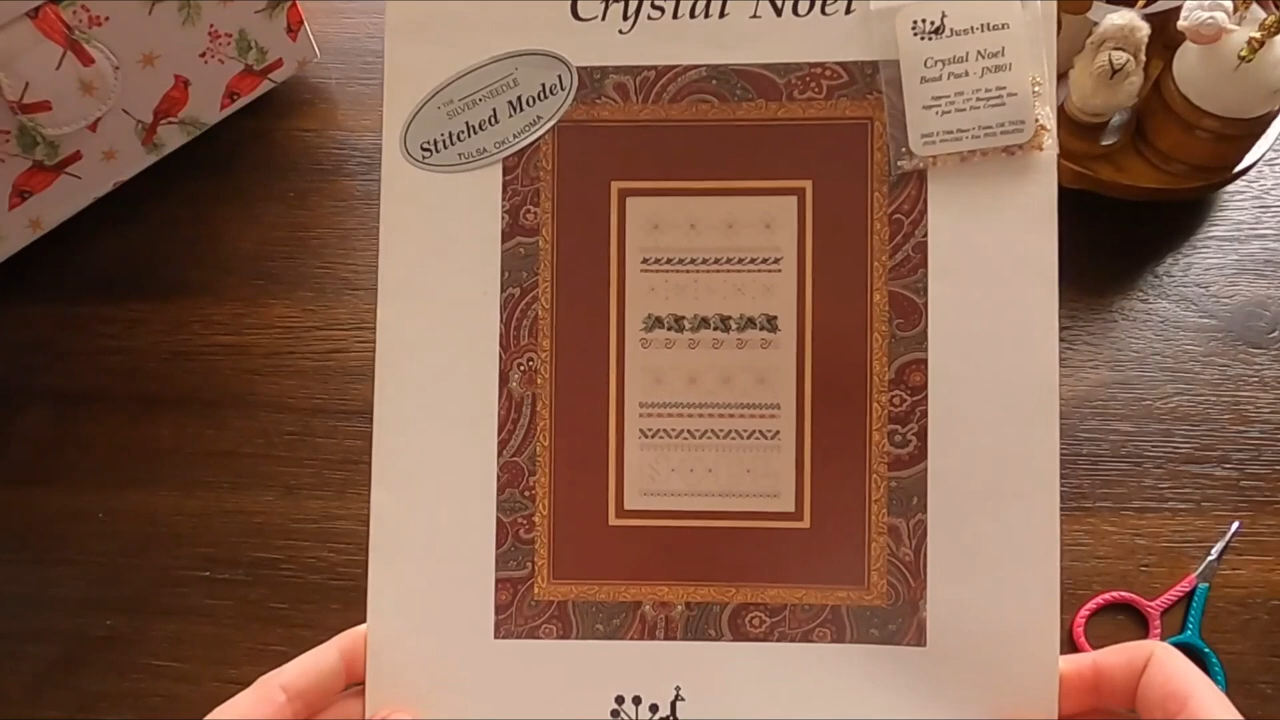 Crystal Noel
Just·Nan
Crystal Noel
Bead Pack - JNB01
· THE ·
SILVER·NEEDLE
Stitched Model
TULSA, OKLAHOMA